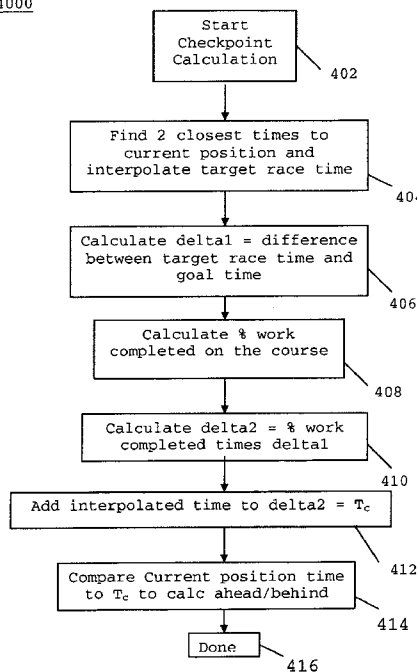 4000
Start
Checkpoint
Calculation
402
Find 2 closest times to
current position and
interpolate target race time
404
Calculate delta1 = difference
between target race time and
goal time
406
Calculate % work
completed on the course
408
Calculate delta2 = % work
completed times delta1
410
Add interpolated time to delta2 = Tc
412
Compare Current position time
to Tc to calc ahead/behind
414
Done
416